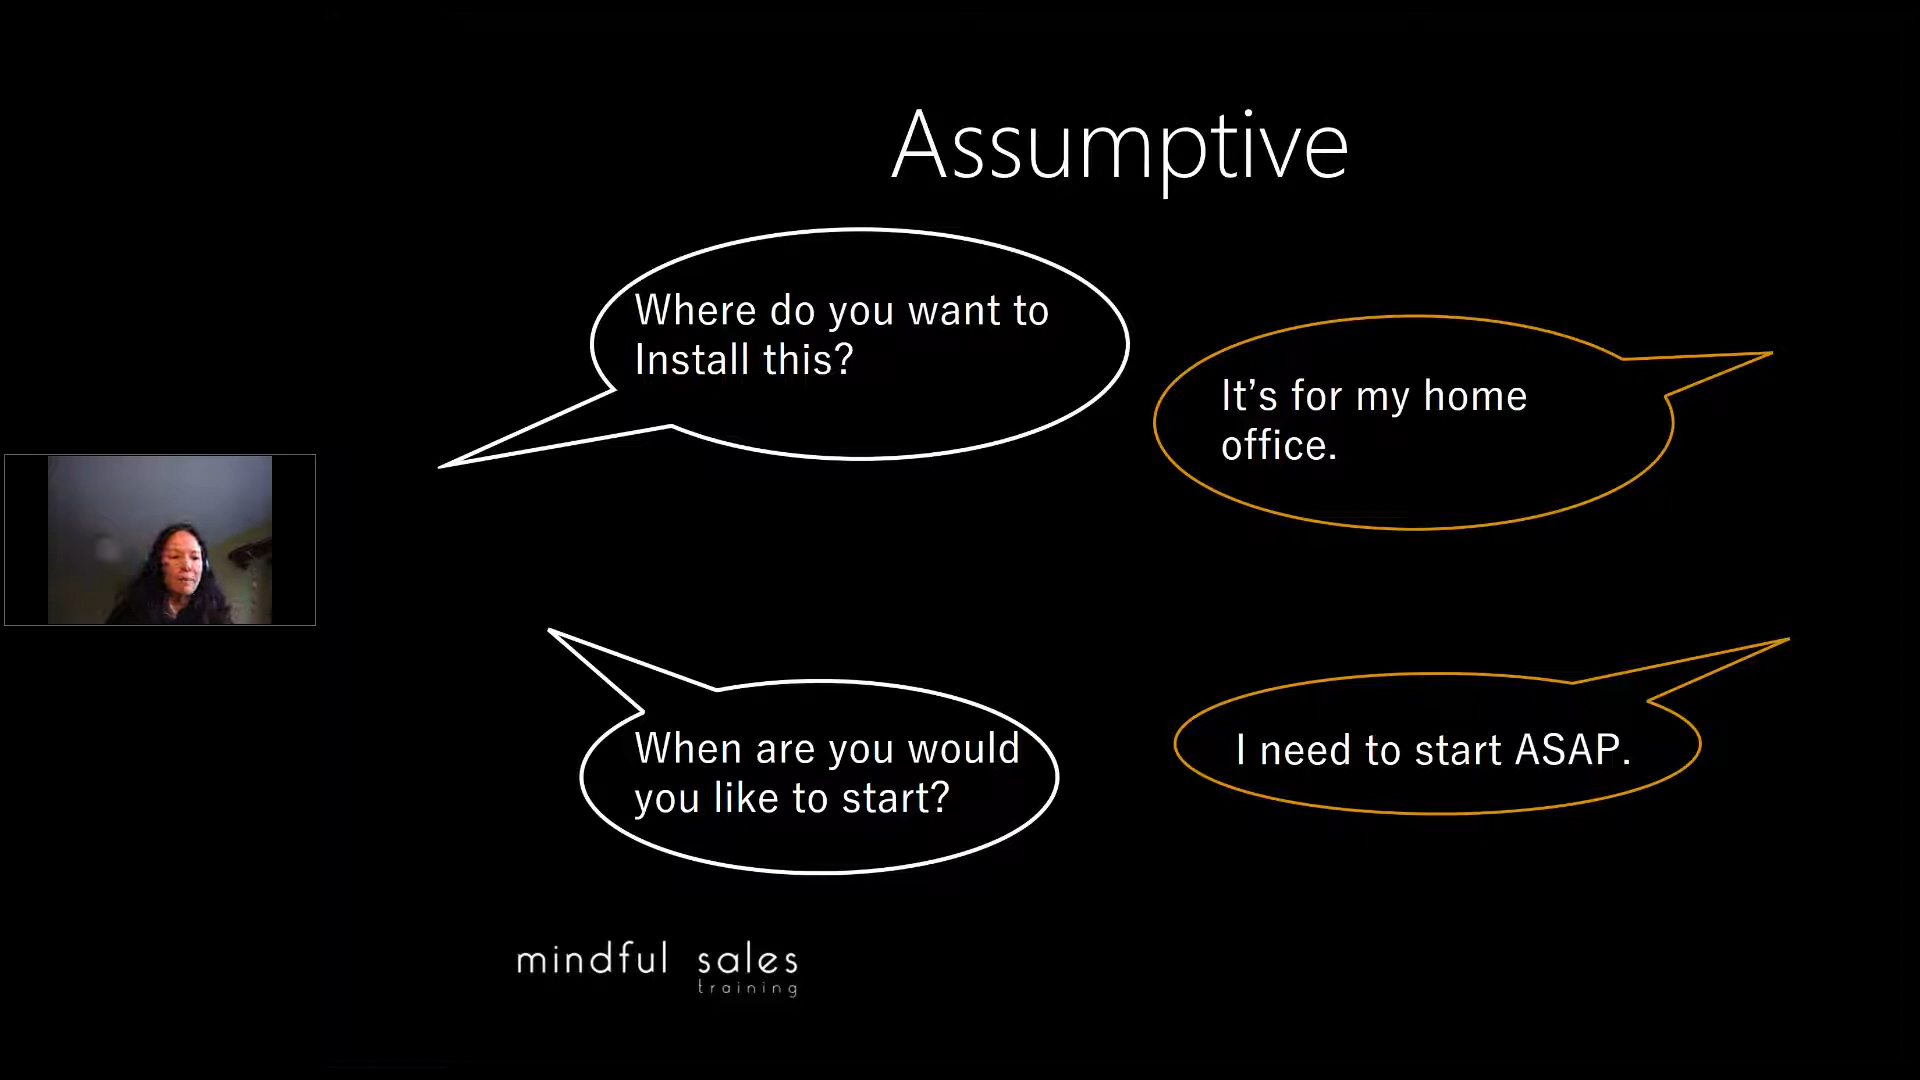 Assumptive
Where do you want to
Install this?
It’s for my home
office.
When are you would
you like to start?
I need to start ASAP.
mindful sales
training